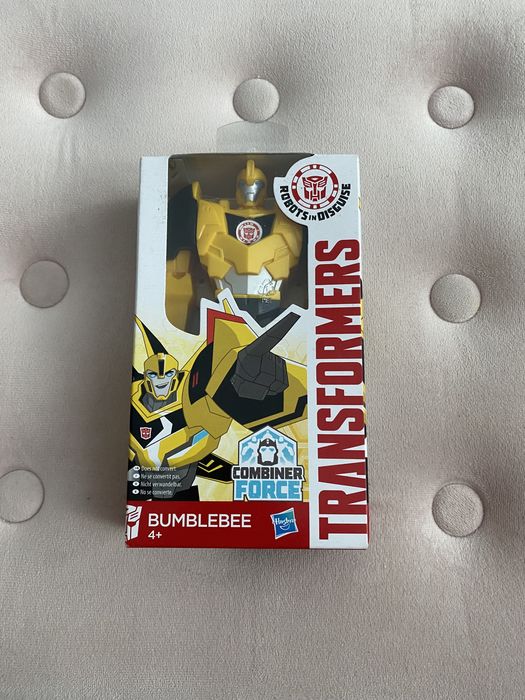 ROBOTS IN DISGUISE
TRANSFORMERS
Does not convert.
Ne se convertit pas.
Nicht verwandelbar.
No se convierte.
COMBINER
FORCE
BUMBLEBEE
4+
Hasbro